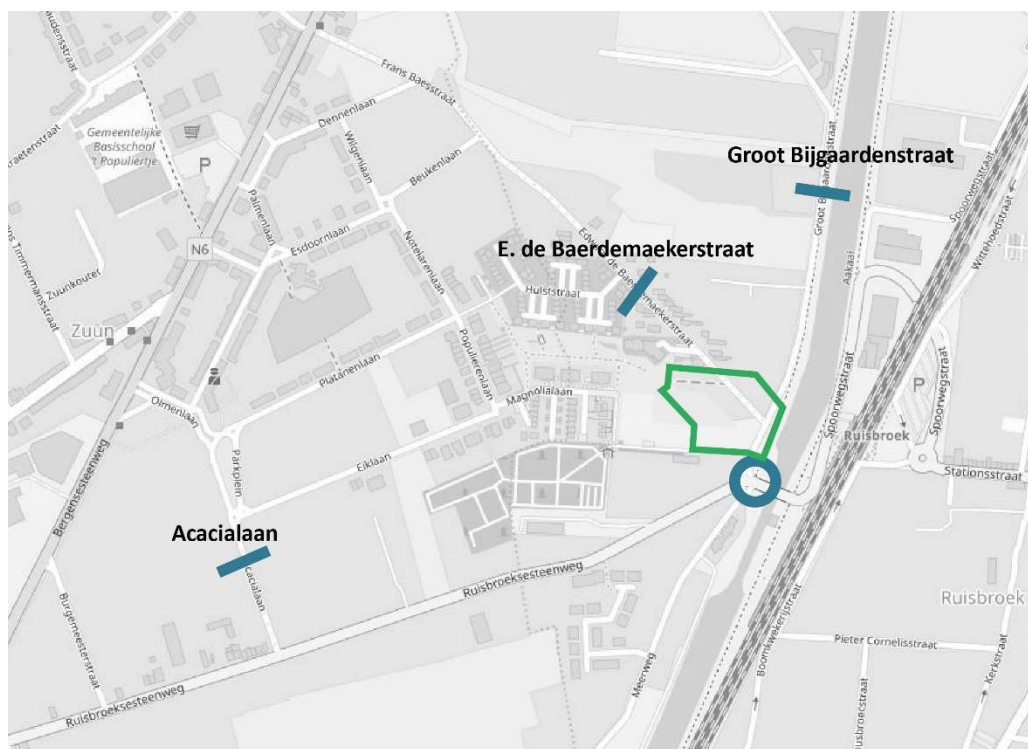 Frans Baesstraat
Gemeentelijke
Basisschool
't Populiertje
P
Dennenlaan
Wilgenlaan
Beukenlaan
Groot Bijgaardenstraat
Spoorwegstraat
Wittehoedstraat
Palmenlaan
Esdoornlaan
N6
E. de Baerdemaekerstraat
Notelarenlaan
Zuunkouter
Hulststraat
Aakaai
Zuun
Populierenlaan
Platanenlaan
Magnolialaan
Spoorwegstraat
P
Spoorwegstraat
Ruisbroek
Olmenlaan
Parkplein
Eiklaan
Stationsstraat
Bergensesteenweg
Acacialaan
Ruisbroeksesteenweg
Burgemeesterstraat
Boomkwekerijstraat
Ruisbroek
Pieter Cornelisstraat
Meerweg
Kerkstraat
Ruisbroeksesteenweg